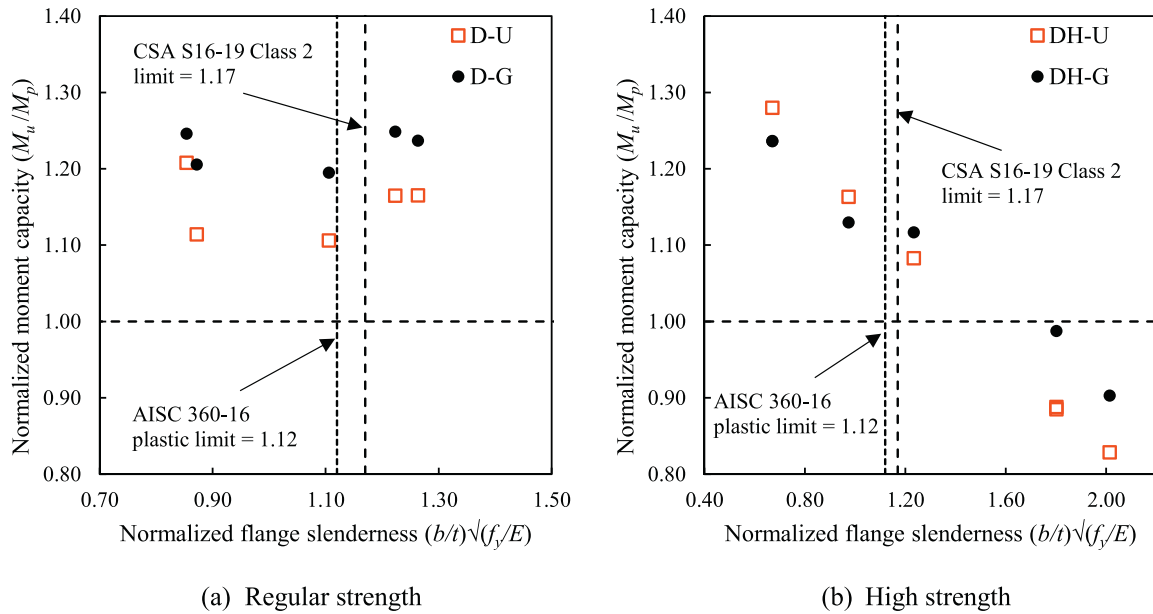 1.40
1.30
1.20
1.10
1.00
0.90
0.80
Normalized moment capacity (Mu/Mp)
CSA S16-19 Class 2
limit = 1.17
D-U
D-G
AISC 360-16
plastic limit = 1.12
0.70
0.90
1.10
1.30
1.50
Normalized flange slenderness (b/t)√(fy/E)
(a) Regular strength
1.40
1.30
1.20
1.10
1.00
0.90
0.80
Normalized moment capacity (Mu/Mp)
DH-U
DH-G
CSA S16-19 Class 2
limit = 1.17
AISC 360-16
plastic limit = 1.12
0.40
0.80
1.20
1.60
2.00
Normalized flange slenderness (b/t)√(fy/E)
(b) High strength